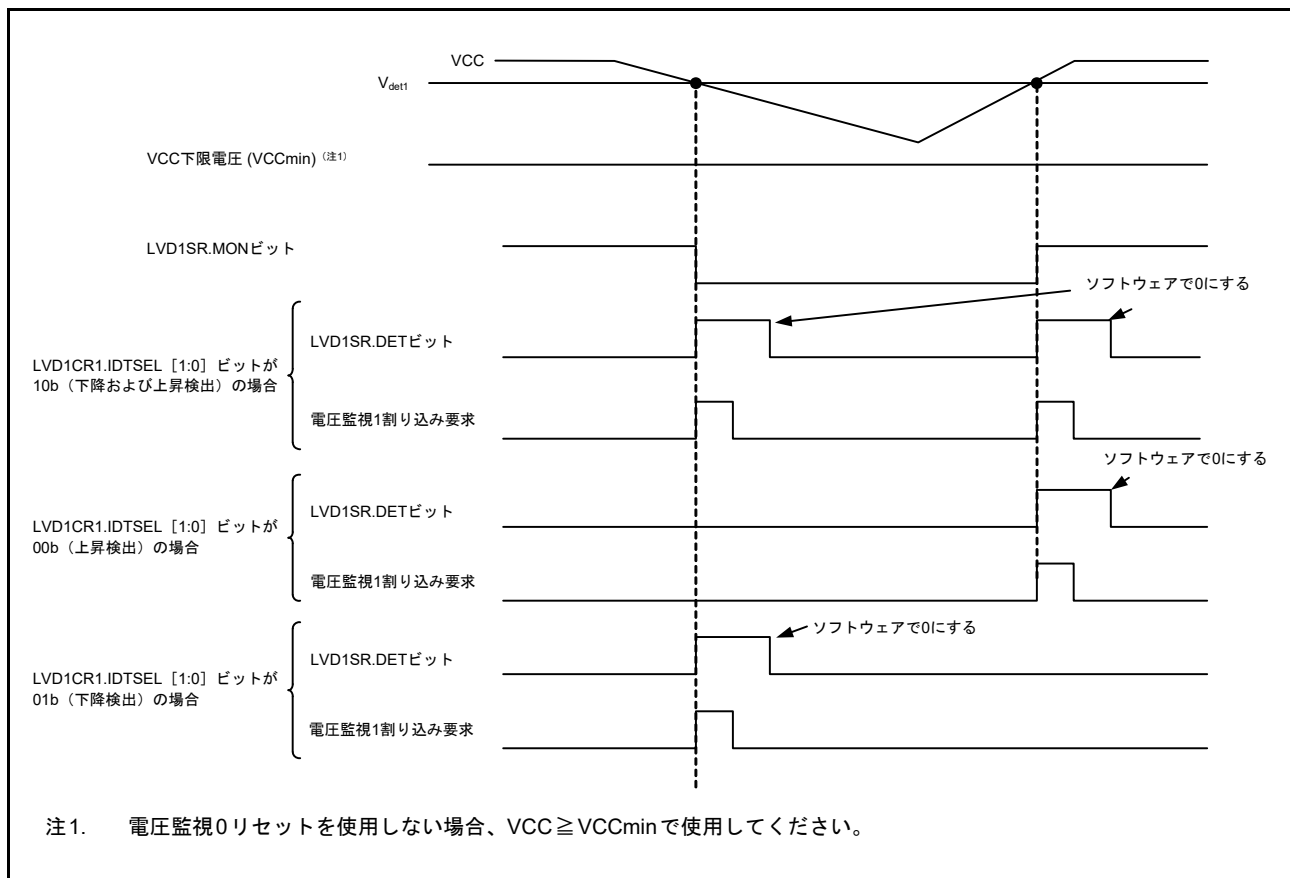 VCC
Vdet1
VCC下限電圧 (VCCmin) (注1)
LVD1SR.MONビット
ソフトウェアで0にする
LVD1CR1.IDTSEL［1:0］ビットが
10b（下降および上昇検出）の場合
LVD1SR.DETビット
電圧監視1割り込み要求
ソフトウェアで0にする
LVD1CR1.IDTSEL［1:0］ビットが
00b（上昇検出）の場合
LVD1SR.DETビット
電圧監視1割り込み要求
ソフトウェアで0にする
LVD1CR1.IDTSEL［1:0］ビットが
01b（下降検出）の場合
LVD1SR.DETビット
電圧監視1割り込み要求
注1. 電圧監視0リセットを使用しない場合、VCC≧VCCminで使用してください。